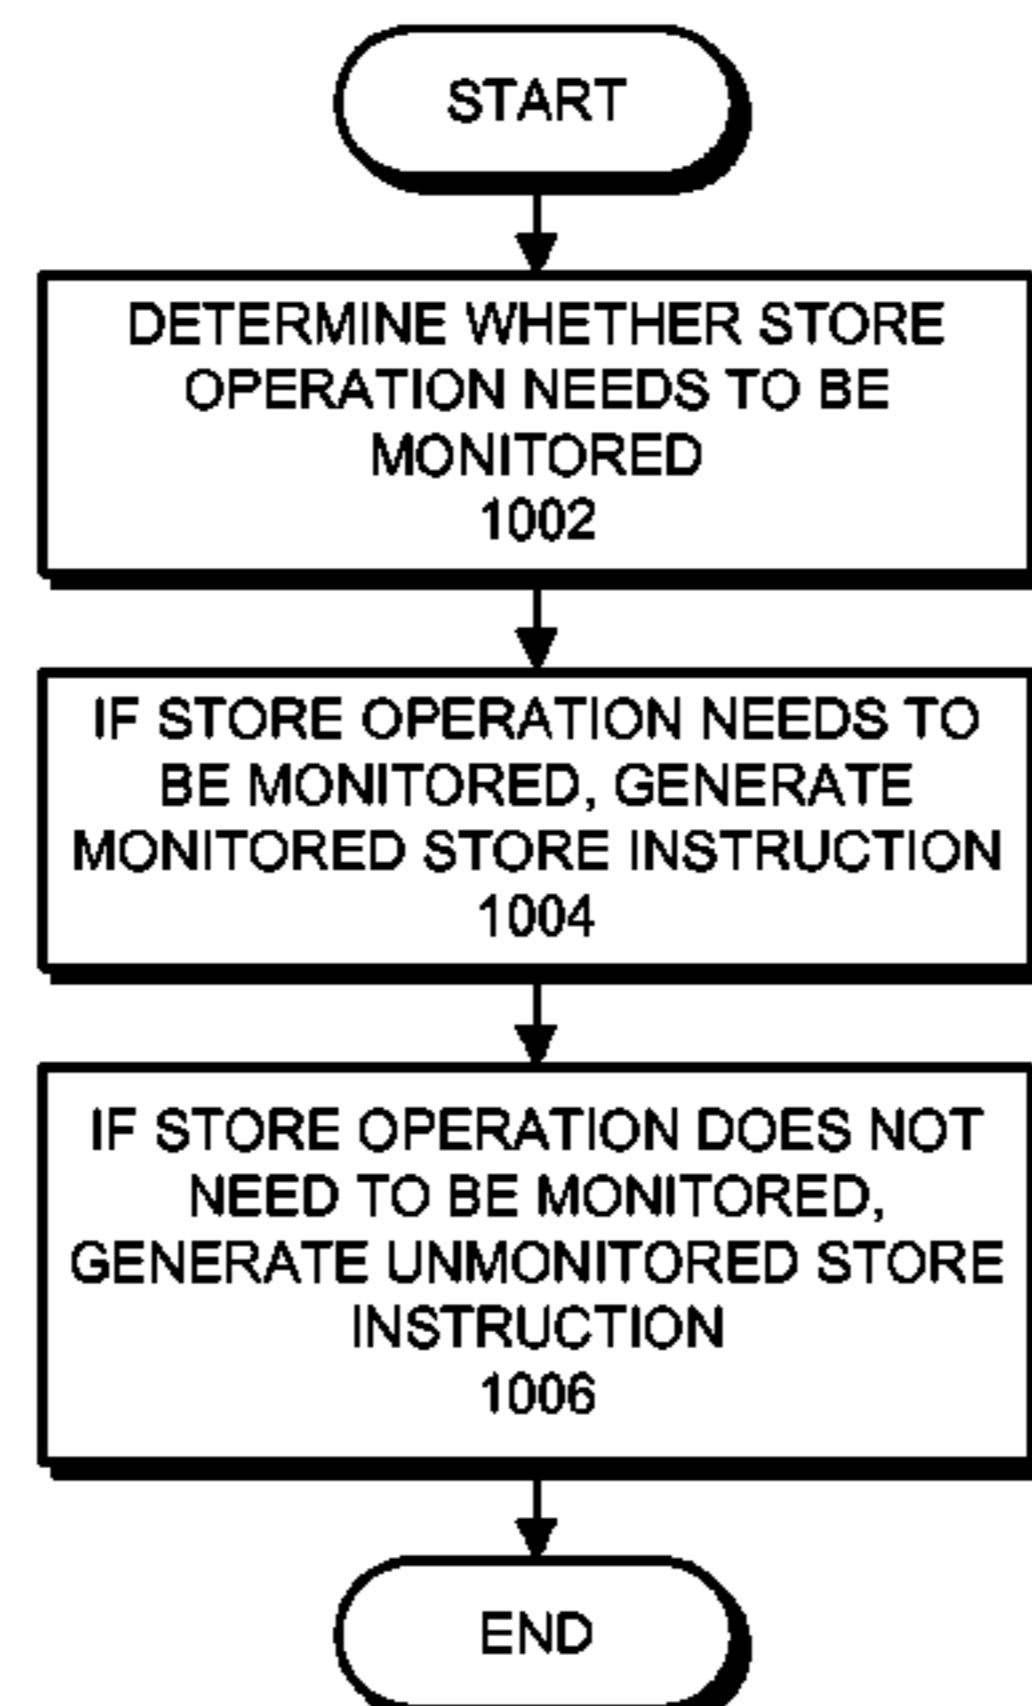 START
DETERMINE WHETHER STORE
OPERATION NEEDS TO BE
MONITORED
1002
IF STORE OPERATION NEEDS TO
BE MONITORED, GENERATE
MONITORED STORE INSTRUCTION
1004
IF STORE OPERATION DOES NOT
NEED TO BE MONITORED,
GENERATE UNMONITORED STORE
INSTRUCTION
1006
END